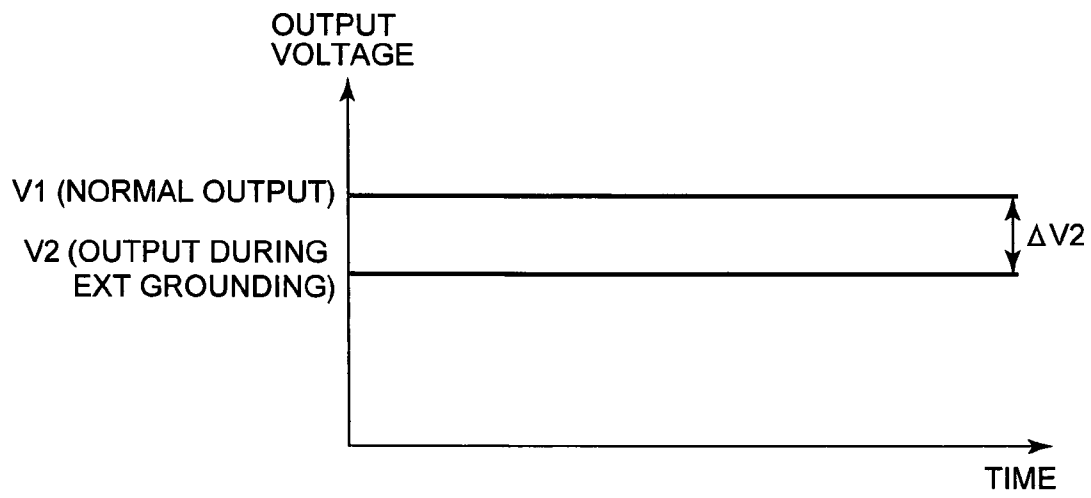 OUTPUT
VOLTAGE
V1 (NORMAL OUTPUT)
V2 (OUTPUT DURING
EXT GROUNDING)
ΔV2
TIME